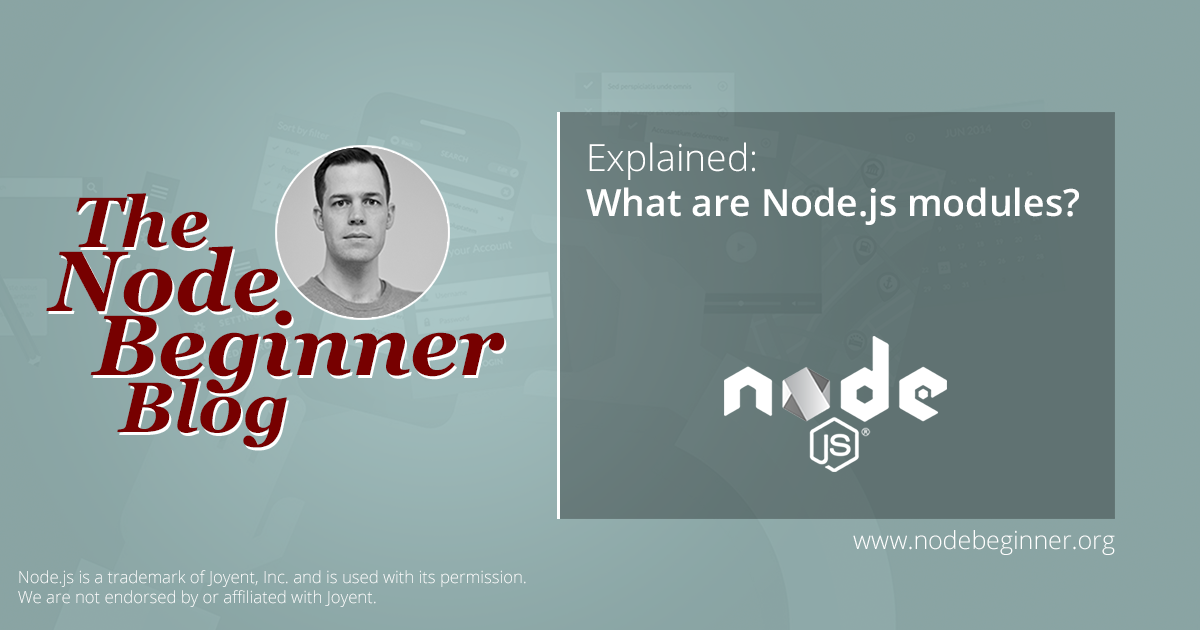 The
Node
Beginner
Blog
Explained:
What are Node.js modules?
node
JS®
www.nodebeginner.org
Node.js is a trademark of Joyent, Inc. and is used with its permission.
We are not endorsed by or affiliated with Joyent.